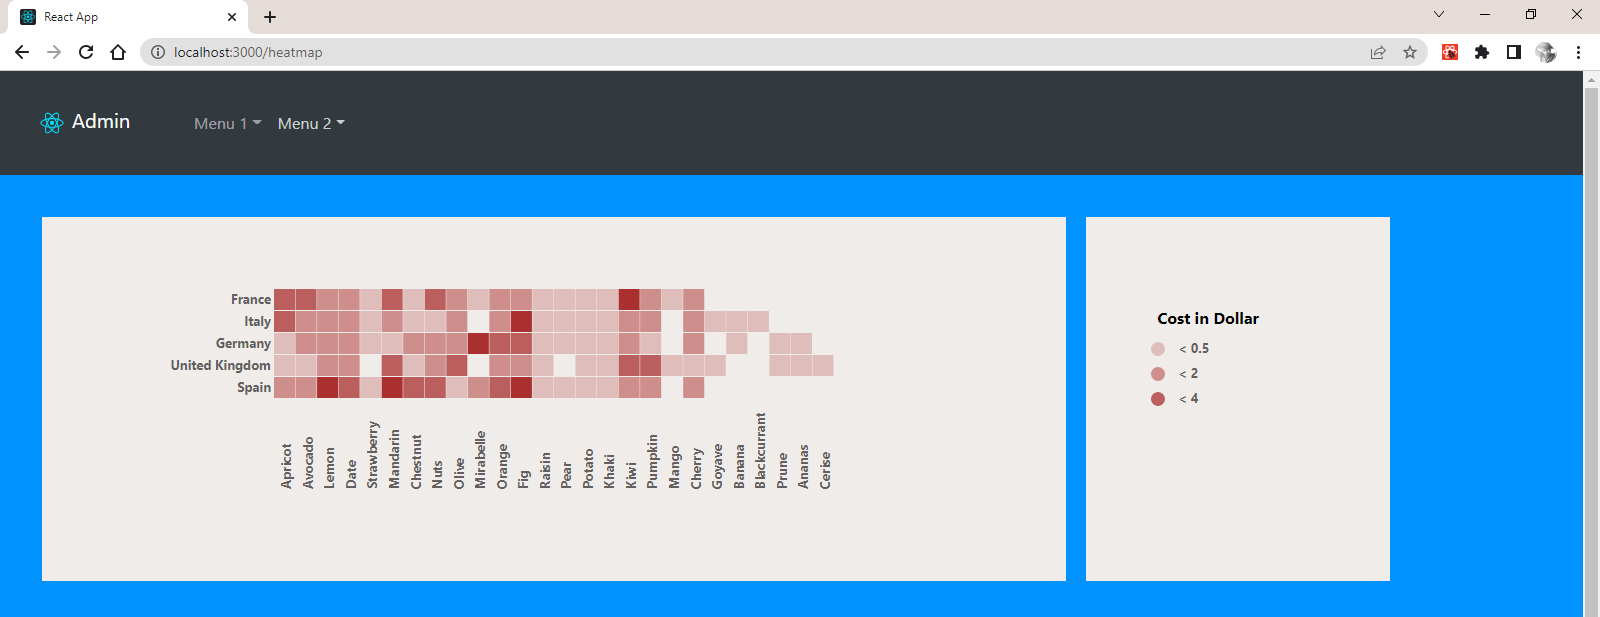 React App
localhost:3000/heatmap
Admin
Menu 1
Menu 2
France
Italy
Germany
United Kingdom
Spain
Apricot
Avocado
Lemon
Date
Strawberry
Mandarin
Chestnut
Nuts
Olive
Mirabelle
Orange
Fig
Raisin
Pear
Potato
Khaki
Kiwi
Pumpkin
Mango
Cherry
Goyave
Banana
Blackcurrant
Prune
Ananas
Cerise
Cost in Dollar
< 0.5
< 2
< 4